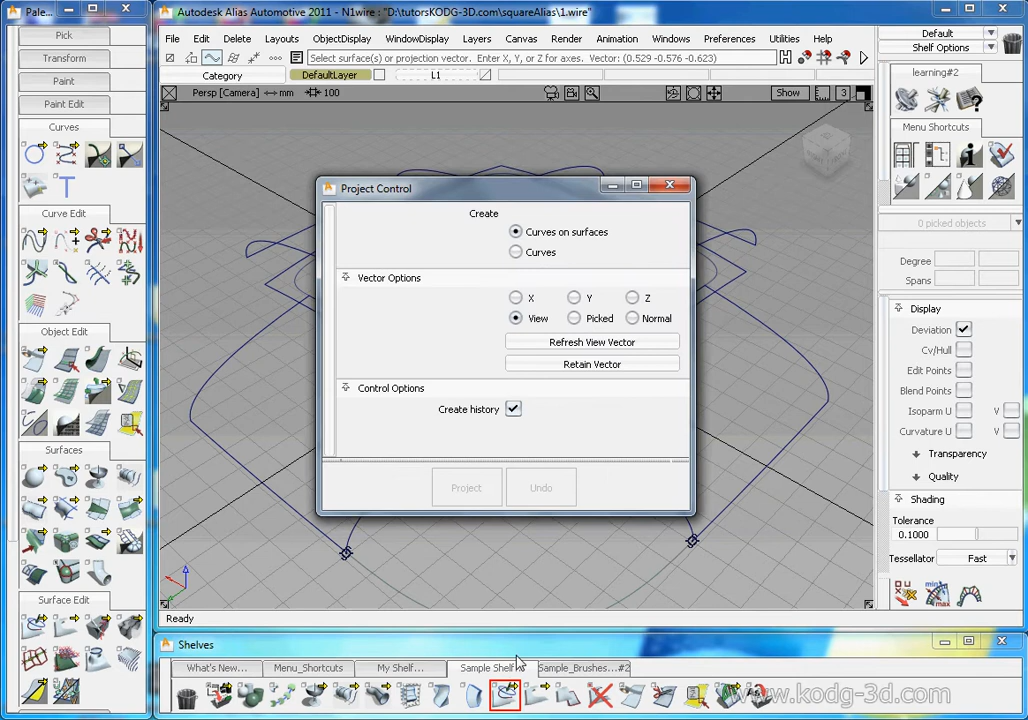 Pale...
Autodesk Alias Automotive 2011 - N1wire : "D:\tutorsKODG-3D.com\squareAlias\1.wire"
File Edit Delete Layouts ObjectDisplay WindowDisplay Layers Canvas Render Animation Windows Preferences Utilities
Select surface(s) or projection vector. Enter X, Y, or Z for axes. Vector: (0.529 -0.576 -0.623)
Category DefaultLayer L1
Persp [Camera] mm 100 Show 3
Pick
Transform
Paint
Paint Edit
Curves
Curve Edit
Object Edit
Surfaces
Surface Edit
Project Control
Create
Curves on surfaces
Curves
Vector Options
X Y Z
View Picked Normal
Refresh View Vector
Retain Vector
Control Options
Create history
Project Undo
Default
Shelf Options
learning#2
Menu Shortcuts
0 picked objects
Degree
Spans
Display
Deviation
Cv/Hull
Edit Points
Blend Points
Isoparm U V
Curvature U V
Transparency
Quality
Shading
Tolerance
0.1000
Tessellator Fast
Ready
Shelves
What's New... Menu_Shortcuts My Shelf... Sample Shelf Sample_Brushes...#2
www.kodg-3d.com